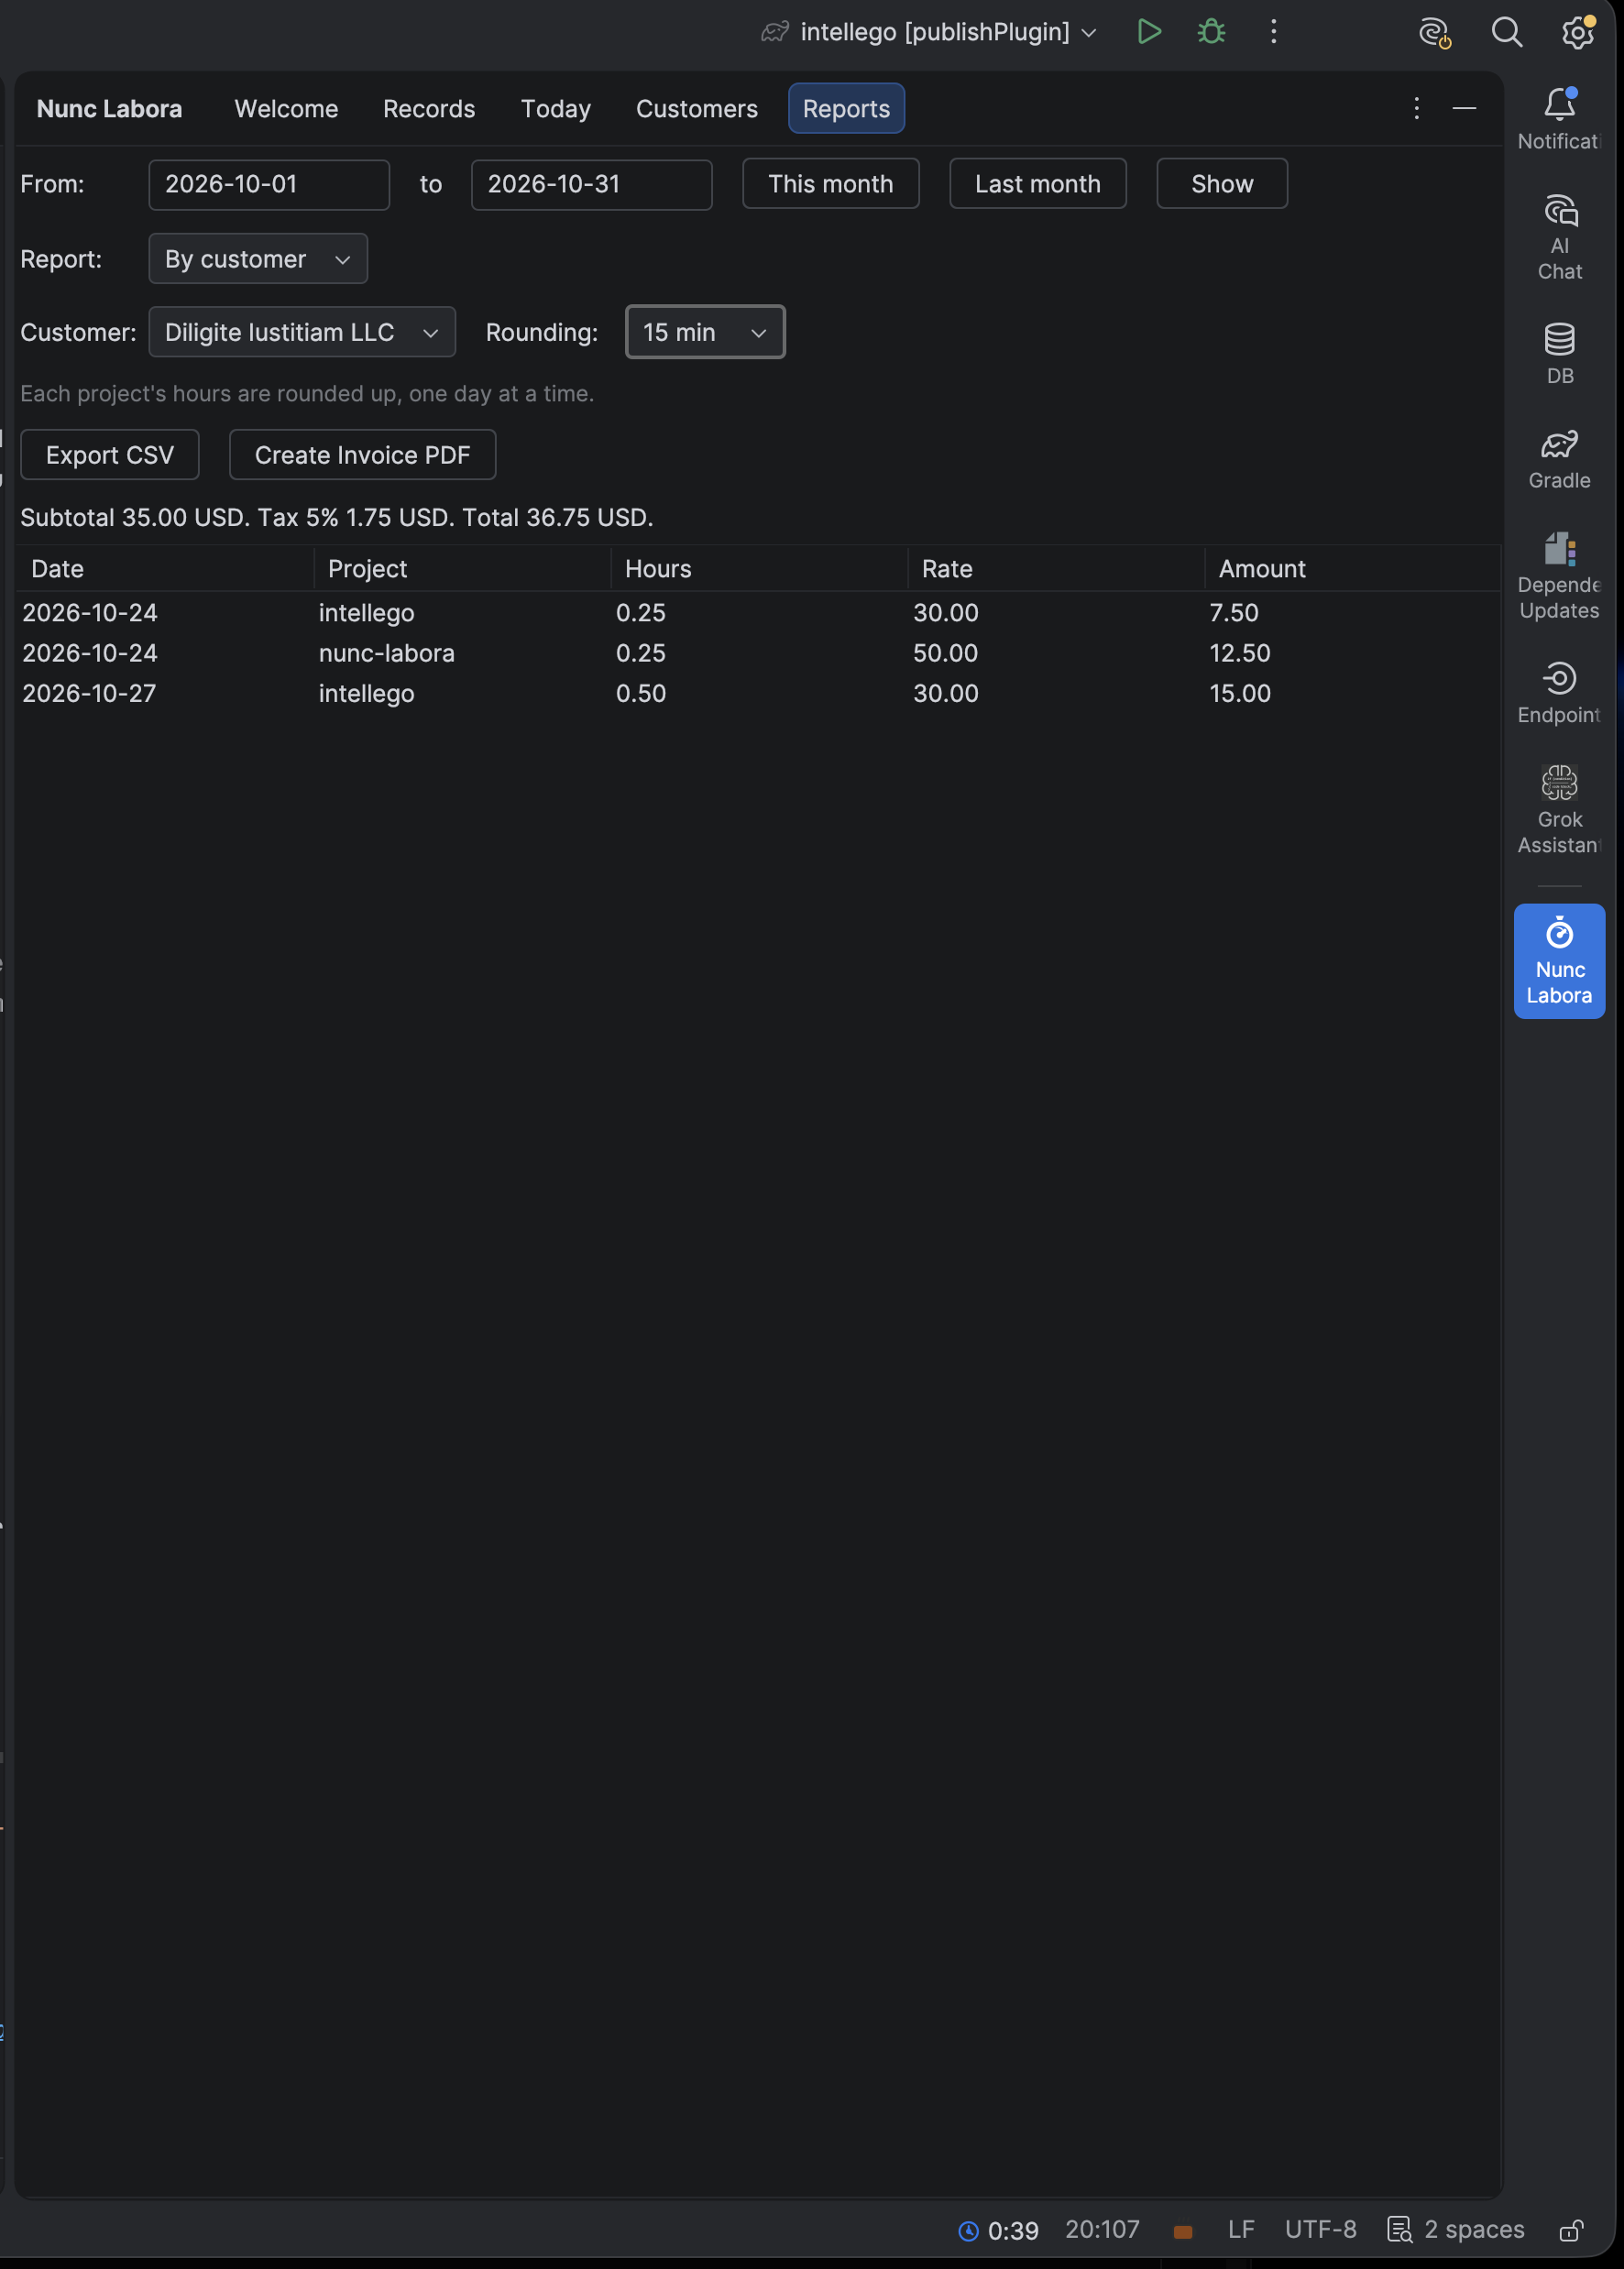 intellego [publishPlugin]
Nunc Labora Welcome Records Today Customers Reports
From: 2026-10-01 to 2026-10-31 This month Last month Show
Report: By customer
Customer: Diligite Iustitiam LLC Rounding: 15 min
Each project's hours are rounded up, one day at a time.
Export CSV Create Invoice PDF
Subtotal 35.00 USD. Tax 5% 1.75 USD. Total 36.75 USD.
Date Project Hours Rate Amount
2026-10-24 intellego 0.25 30.00 7.50
2026-10-24 nunc-labora 0.25 50.00 12.50
2026-10-27 intellego 0.50 30.00 15.00
Notificati
AI
Chat
DB
Gradle
Depende
Updates
Endpoint
Grok
Assistan
Nunc
Labora
0:39 20:107 LF UTF-8 2 spaces